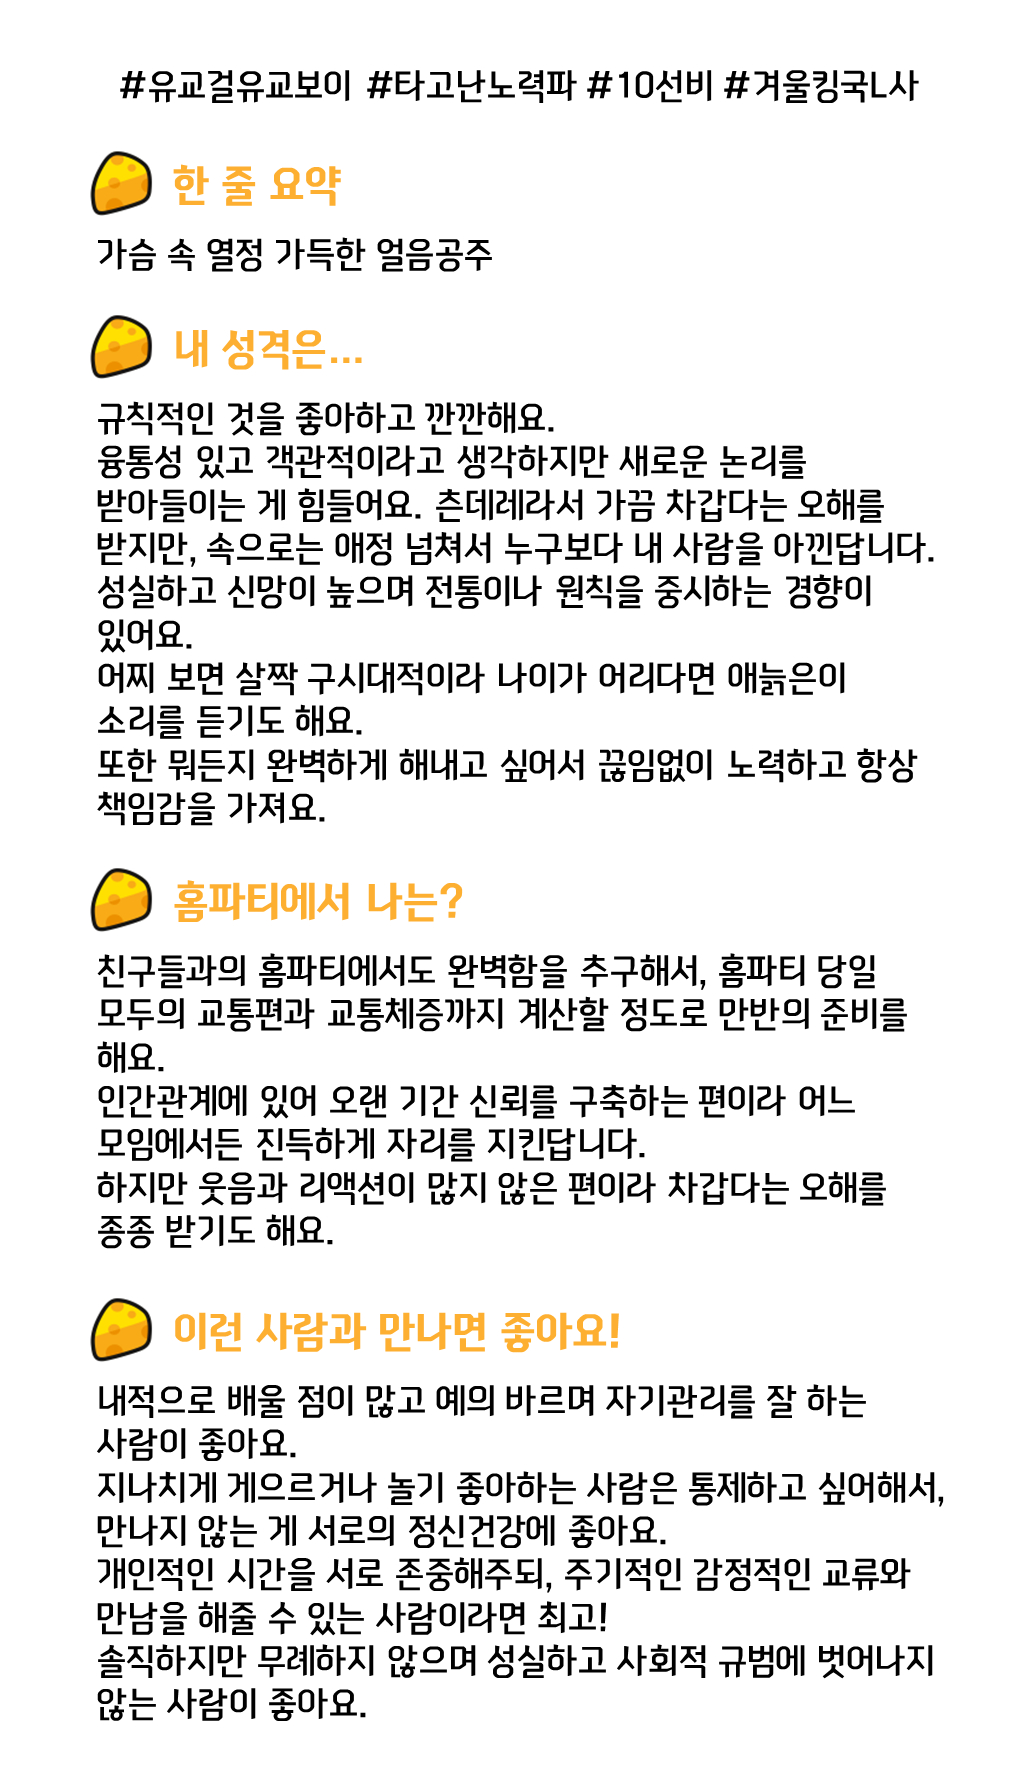 #유교걸유교보이 #타고난노력파 #10선비 #겨울킹국L사
한 줄 요약
가슴 속 열정 가득한 얼음공주
내 성격은...
규칙적인 것을 좋아하고 깐깐해요.
융통성 있고 객관적이라고 생각하지만 새로운 논리를
받아들이는 게 힘들어요. 츤데레라서 가끔 차갑다는 오해를
받지만, 속으로는 애정 넘쳐서 누구보다 내 사람을 아낀답니다.
성실하고 신망이 높으며 전통이나 원칙을 중시하는 경향이
있어요.
어찌 보면 살짝 구시대적이라 나이가 어리다면 애늙은이
소리를 듣기도 해요.
또한 뭐든지 완벽하게 해내고 싶어서 끊임없이 노력하고 항상
책임감을 가져요.
홈파티에서 나는?
친구들과의 홈파티에서도 완벽함을 추구해서, 홈파티 당일
모두의 교통편과 교통체증까지 계산할 정도로 만반의 준비를
해요.
인간관계에 있어 오랜 기간 신뢰를 구축하는 편이라 어느
모임에서든 진득하게 자리를 지킨답니다.
하지만 웃음과 리액션이 많지 않은 편이라 차갑다는 오해를
종종 받기도 해요.
이런 사람과 만나면 좋아요!
내적으로 배울 점이 많고 예의 바르며 자기관리를 잘 하는
사람이 좋아요.
지나치게 게으르거나 놀기 좋아하는 사람은 통제하고 싶어해서,
만나지 않는 게 서로의 정신건강에 좋아요.
개인적인 시간을 서로 존중해주되, 주기적인 감정적인 교류와
만남을 해줄 수 있는 사람이라면 최고!
솔직하지만 무례하지 않으며 성실하고 사회적 규범에 벗어나지
않는 사람이 좋아요.